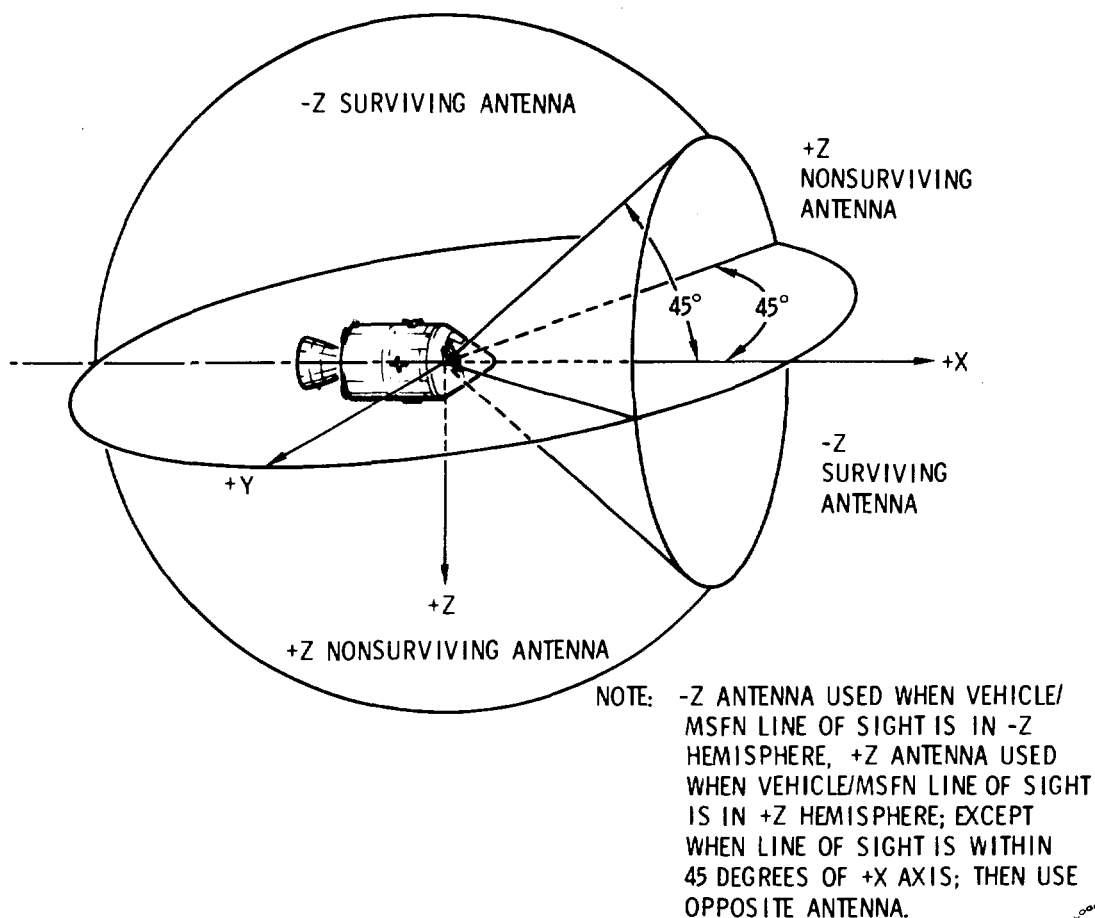 -Z SURVIVING ANTENNA
+Z
NONSURVIVING
ANTENNA
45°
45°
+X
-Z
SURVIVING
ANTENNA
+Y
+Z
+Z NONSURVIVING ANTENNA
NOTE: -Z ANTENNA USED WHEN VEHICLE/
MSFN LINE OF SIGHT IS IN -Z
HEMISPHERE, +Z ANTENNA USED
WHEN VEHICLE/MSFN LINE OF SIGHT
IS IN +Z HEMISPHERE; EXCEPT
WHEN LINE OF SIGHT IS WITHIN
45 DEGREES OF +X AXIS; THEN USE
OPPOSITE ANTENNA.